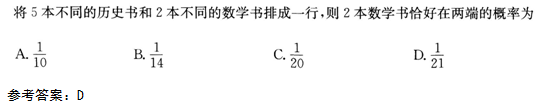 将 5 本不同的历史书和 2 本不同的数学书排成一行,则 2 本数学书恰好在两端的概率为
A. 1/10 B. 1/14 C. 1/20 D. 1/21
参考答案：D